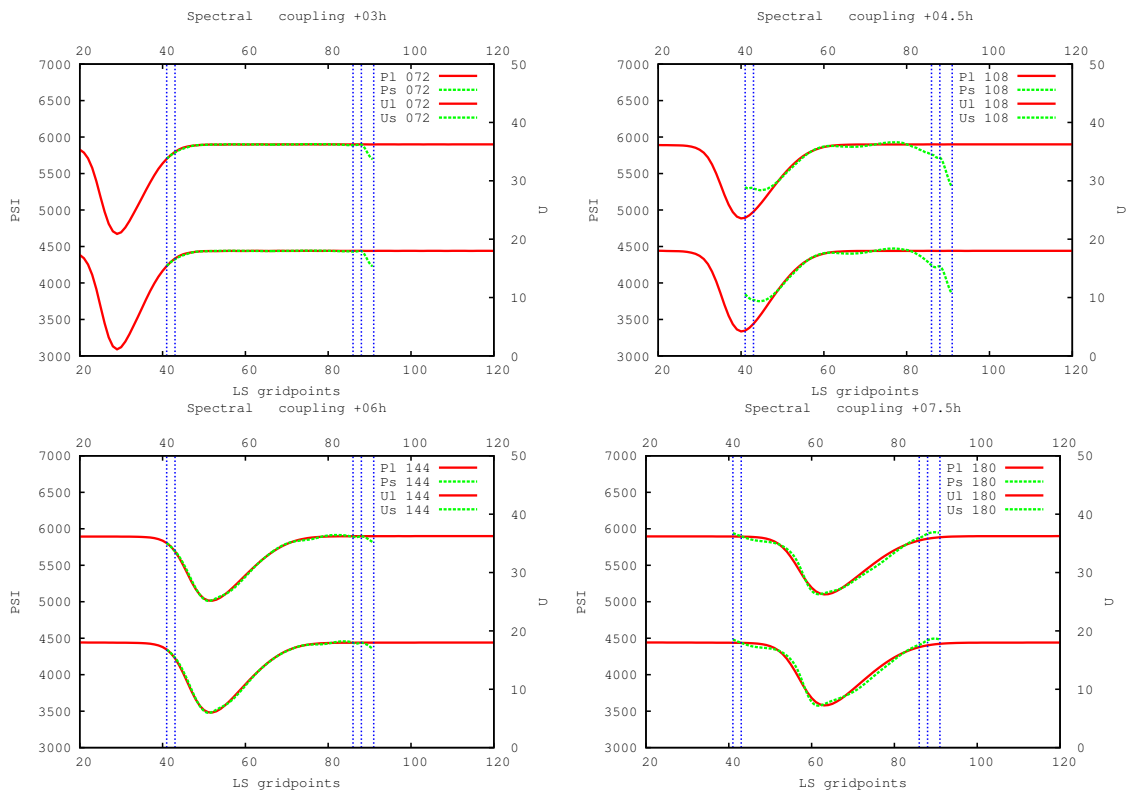 Spectral coupling +03h
20 40 60 80 100 120
7000 50
Pl 072
Ps 072
Ul 072
Us 072
6500
6000
5500
5000
4500
4000
3500
3000
40
30
20
10
0
PSI
U
20 40 60 80 100 120
LS gridpoints
Spectral coupling +04.5h
20 40 60 80 100 120
7000 50
Pl 108
Ps 108
Ul 108
Us 108
6500
6000
5500
5000
4500
4000
3500
3000
40
30
20
10
0
PSI
U
20 40 60 80 100 120
LS gridpoints
Spectral coupling +06h
20 40 60 80 100 120
7000 50
Pl 144
Ps 144
Ul 144
Us 144
6500
6000
5500
5000
4500
4000
3500
3000
40
30
20
10
0
PSI
U
20 40 60 80 100 120
LS gridpoints
Spectral coupling +07.5h
20 40 60 80 100 120
7000 50
Pl 180
Ps 180
Ul 180
Us 180
6500
6000
5500
5000
4500
4000
3500
3000
40
30
20
10
0
PSI
U
20 40 60 80 100 120
LS gridpoints